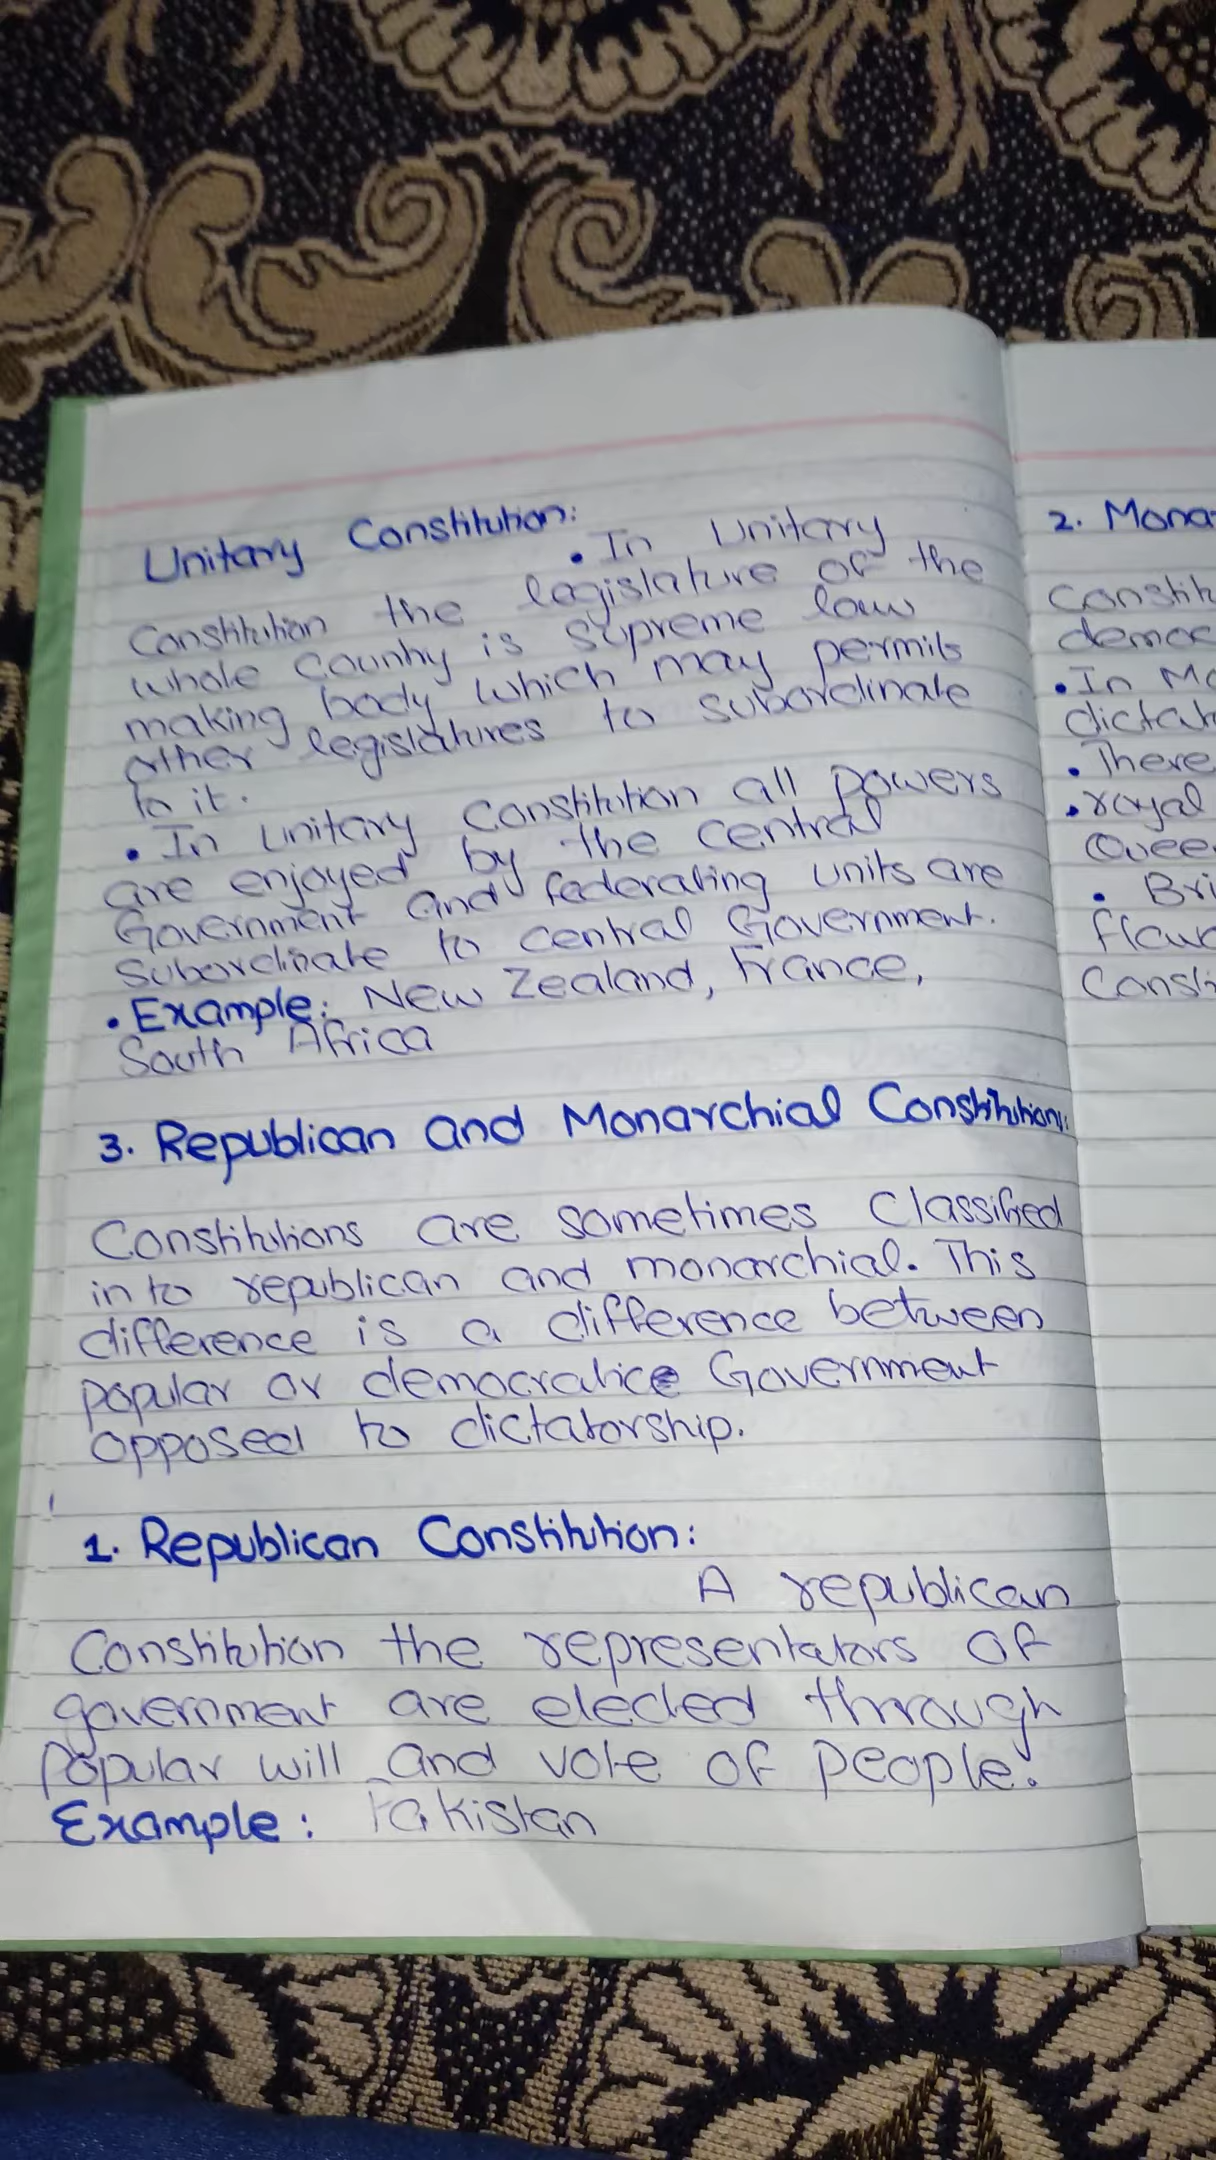 Unitary Constitution:
• In Unitary
Constitution the legislature of the
whole country is supreme law
making body which may permits
other legislatures to subordinate
to it.
• In unitary constitution all powers
are enjoyed by the central
Government and federating units are
subordinate to central Government.
• Example: New Zealand, France,
South Africa
3. Republican and Monarchial Constitution:
Constitutions are sometimes classified
into republican and monarchial. This
difference is a difference between
popular or democratice Government
opposed to dictatorship.
1. Republican Constitution:
A republican
Constitution the representators of
government are elected through
Popular will and vote of people.
Example: Pakistan
2. Mona
Constit
democ
• In Mo
dictat
• There
• royal
Quee
• Bri
Consti